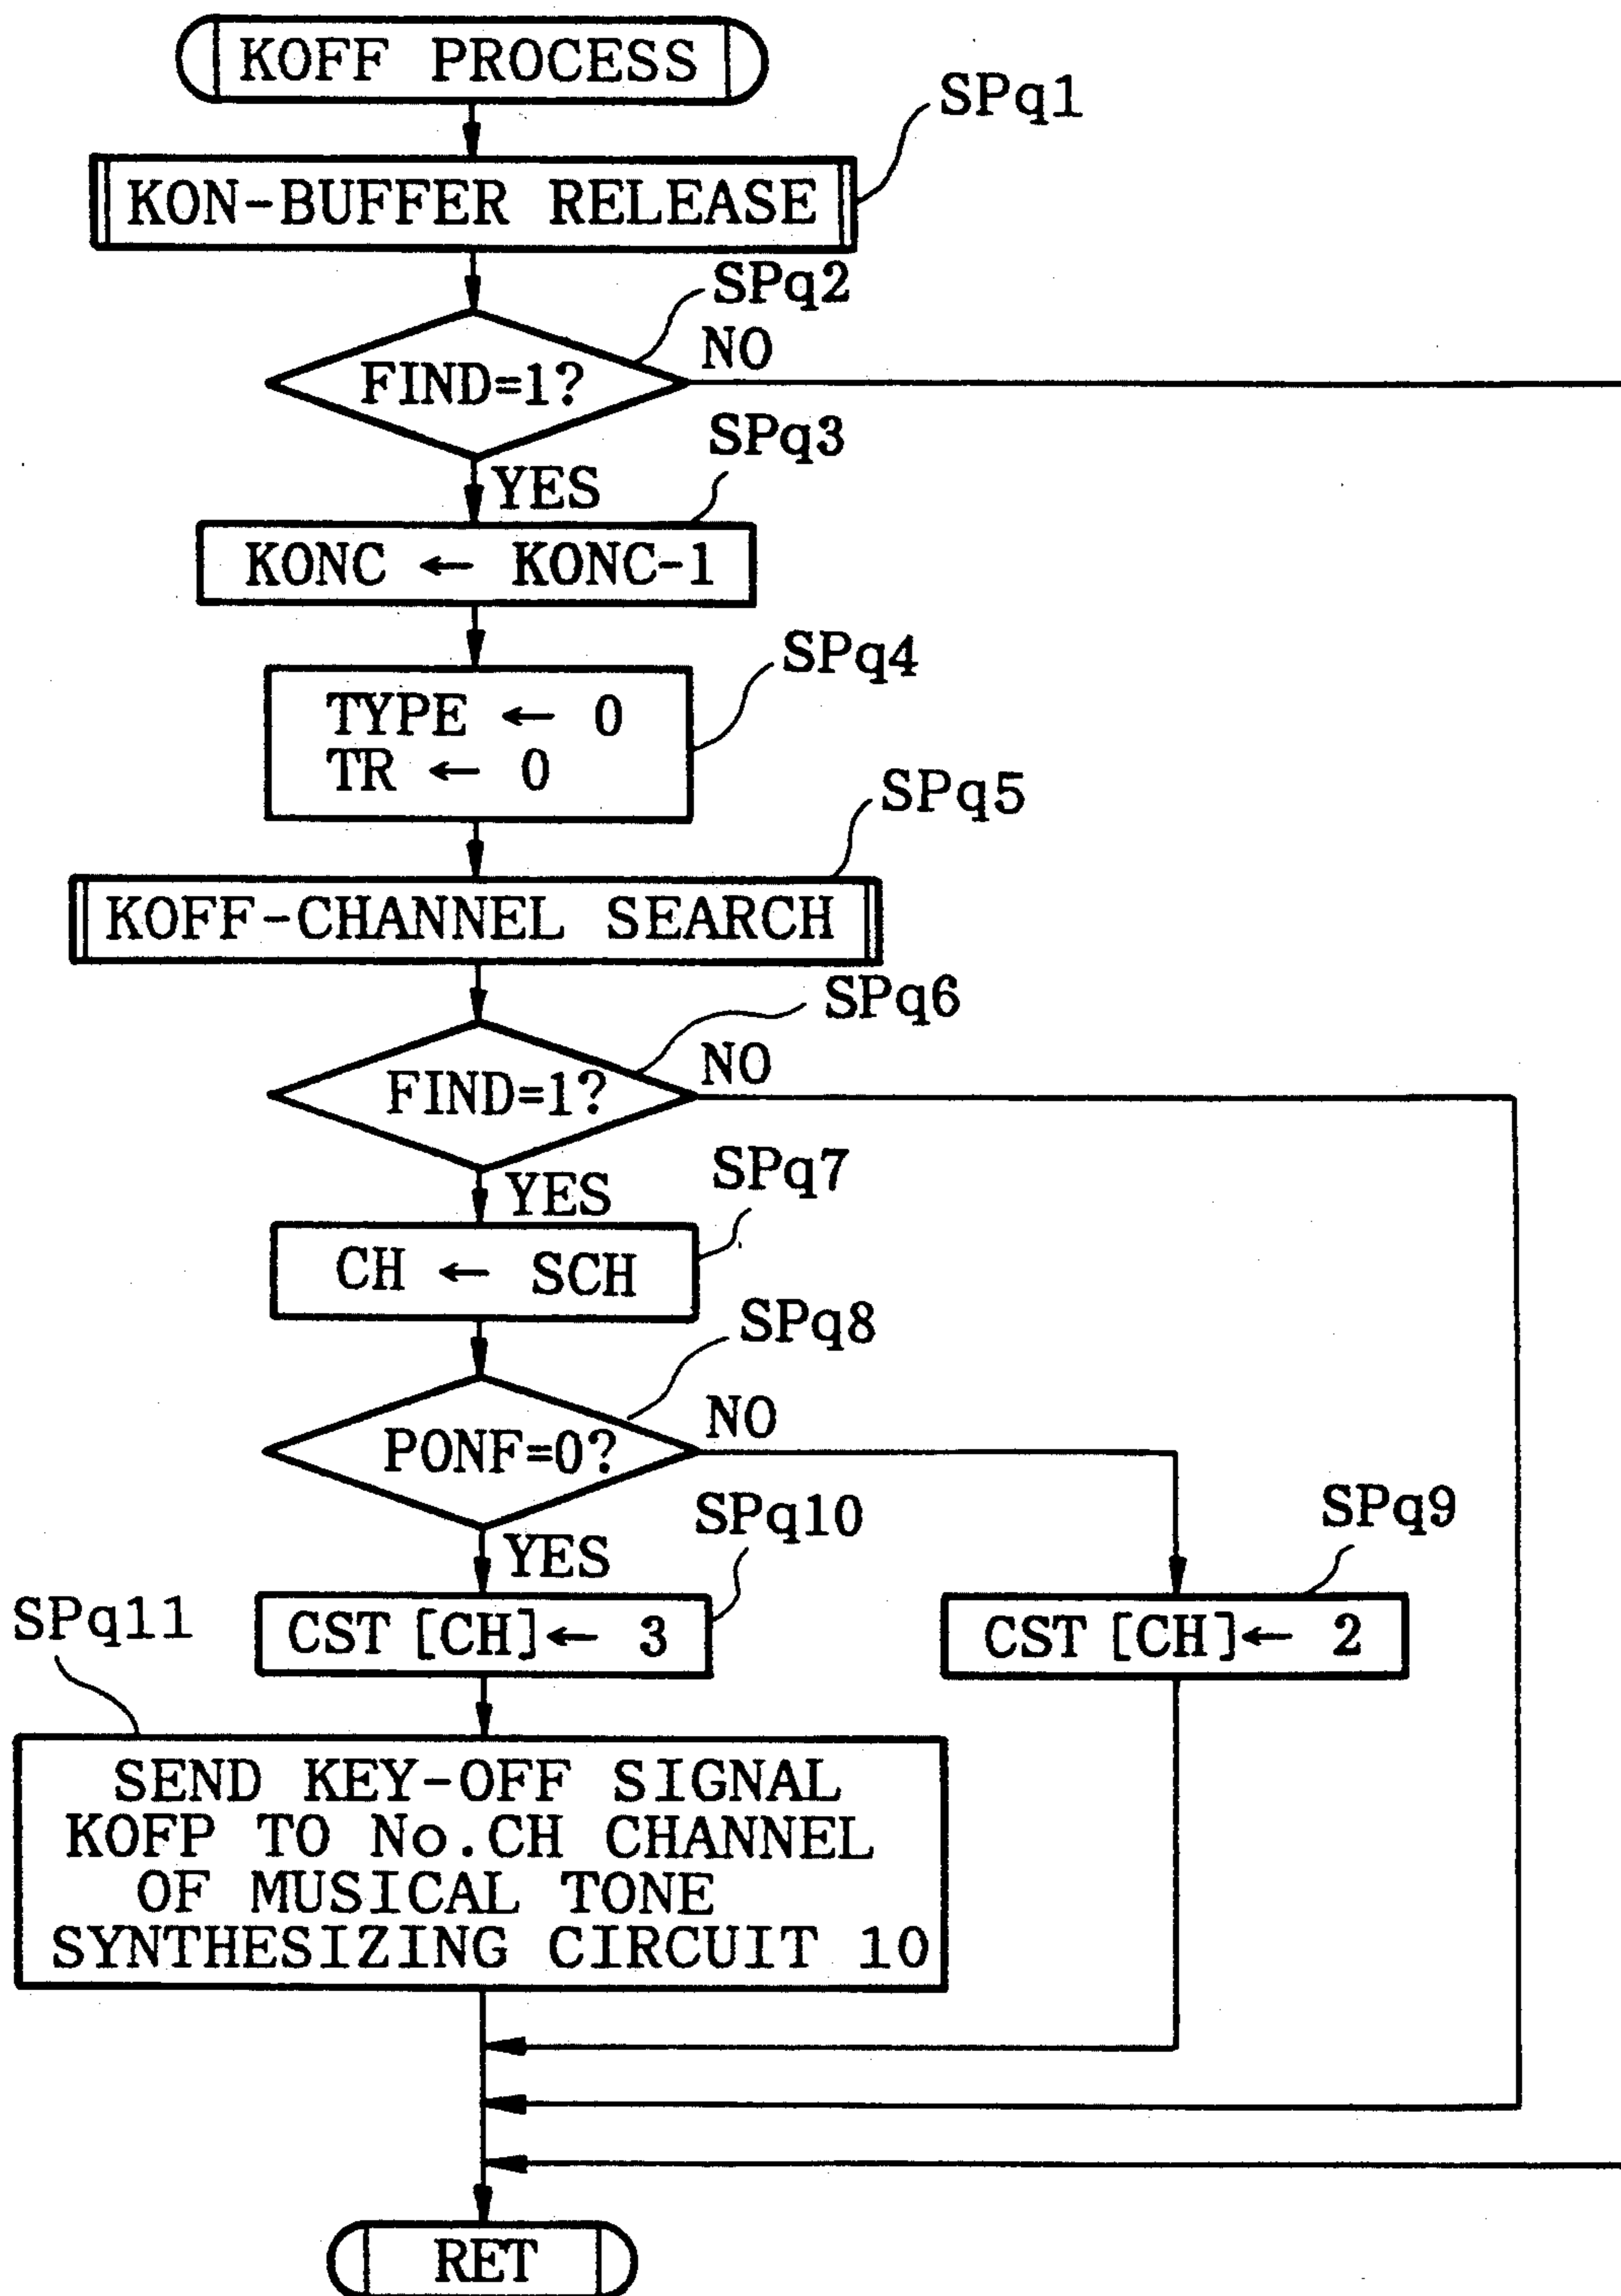 KOFF PROCESS
SPq1
KON-BUFFER RELEASE
SPq2
NO
FIND=1?
SPq3
YES
KONC ← KONC-1
SPq4
TYPE ← 0
TR ← 0
SPq5
KOFF-CHANNEL SEARCH
SPq6
NO
FIND=1?
SPq7
YES
CH ← SCH
SPq8
NO
PONF=0?
SPq10
SPq9
YES
SPq11
CST [CH]← 3
CST [CH]← 2
SEND KEY-OFF SIGNAL
KOFP TO No.CH CHANNEL
OF MUSICAL TONE
SYNTHESIZING CIRCUIT 10
RET